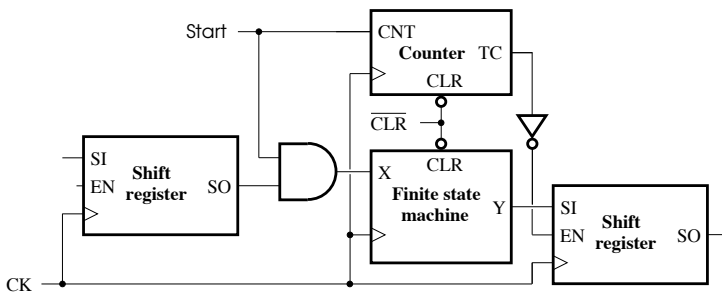 Start
CNT
Counter
TC
CLR
CLR
CLR
SI
Shift
register
EN
SO
X
Finite state
machine
Y
SI
Shift
register
EN
SO
CK